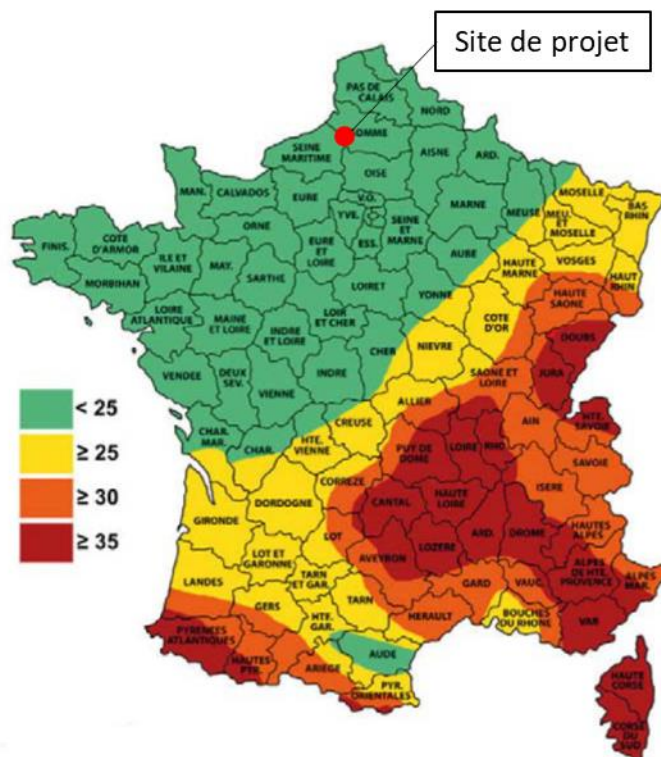 Site de projet
PAS DE
CALAIS
NORD
SOMME
SEINE
MARITIME
AISNE
ARD.
OISE
MAN.
CALVADOS
EURE
V.O.
YVE.
ESS.
SEINE
ET
MARNE
MARNE
MEUSE
MOSELLE
MEU.
ET
MOSELLE
BAS
RHIN
FINIS.
COTE
D'ARMOR
ILE ET
VILAINE
MORBIHAN
ORNE
MAY.
SARTHE
EURE
ET
LOIRE
LOIRET
AUBE
HAUTE
MARNE
VOSGES
HAUT
RHIN
YONNE
HAUTE
SAONE
LOIRE
ATLANTIQUE
MAINE
ET LOIRE
INDRE
ET
LOIRE
LOIR
ET CHER
CHER
NIEVRE
COTE
D'OR
DOUBS
JURA
VENDEE
DEUX
SEV.
VIENNE
INDRE
SAONE ET
LOIRE
ALLIER
< 25
≥ 25
≥ 30
≥ 35
CHAR.
MAR.
CHAR.
HTE.
VIENNE
CREUSE
PUY DE
DOME
LOIRE
RHO
AIN
HTE.
SAVOIE
SAVOIE
CORREZE
ISERE
GIRONDE
DORDOGNE
CANTAL
HAUTE
LOIRE
ARD.
DROME
HAUTES
ALPES
LOT
LOT ET
GARONNE
AVEYRON
LOZERE
LANDES
TARN
ET GAR.
TARN
GARD
VAUC.
ALPES
DE HTE.
PROVENCE
ALPES
MAR.
GERS
HTE.
GAR.
HERAULT
BOUCHES
DU RHONE
VAR
PYRENEES
ATLANTIQUES
HAUTES
PYR.
ARIEGE
AUDE
PYR.
ORIENTALES
HAUTE
CORSE
CORSE
DU
SUD